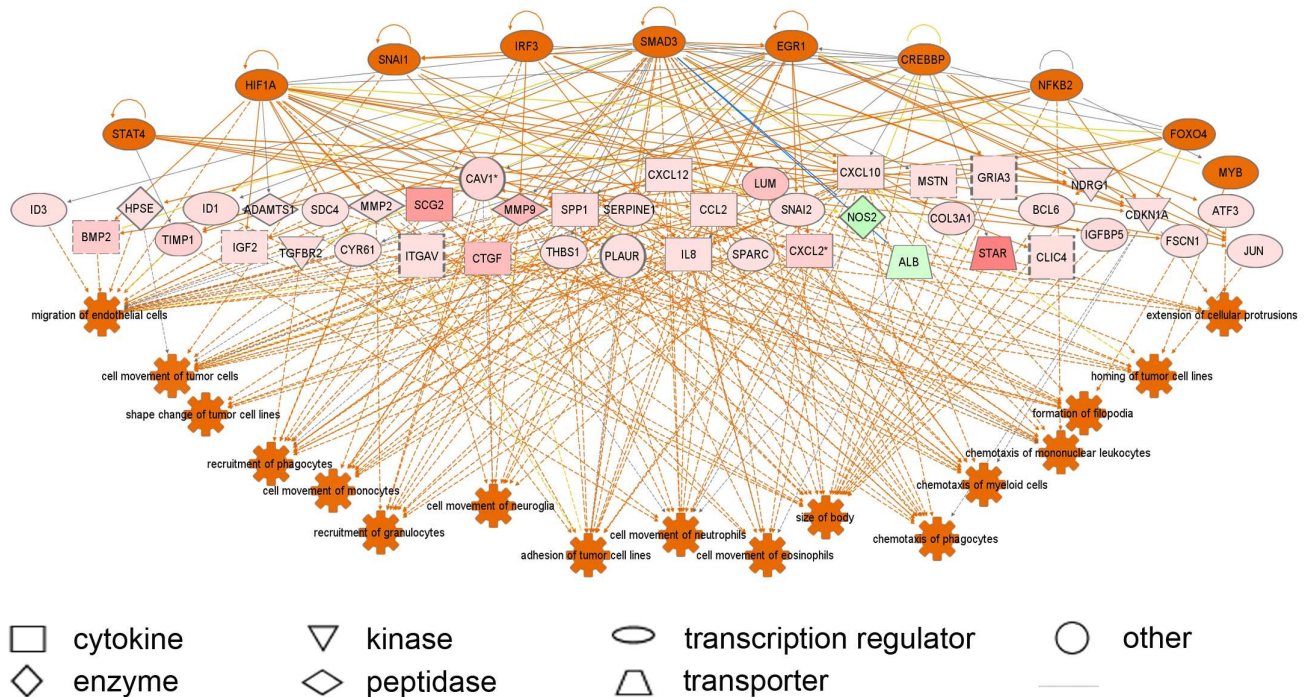 SMAD3
IRF3
EGR1
SNAI1
CREBBP
HIF1A
NFKB2
STAT4
FOXO4
CAV1*
CXCL12
CXCL10
GRIA3
MYB
LUM
MSTN
NDRG1
ID3
HPSE
ID1
ADAMTS1
SDC4
MMP2
SCG2
MMP9
SPP1
SERPINE1
CCL2
SNAI2
NOS2
COL3A1
BCL6
CDKN1A
ATF3
BMP2
TIMP1
IGF2
TGFBR2
CYR61
ITGAV
CTGF
THBS1
PLAUR
IL8
SPARC
CXCL2*
ALB
STAR
CLIC4
IGFBP5
FSCN1
JUN
migration of endothelial cells
extension of cellular protrusions
cell movement of tumor cells
homing of tumor cell lines
shape change of tumor cell lines
formation of filopodia
recruitment of phagocytes
chemotaxis of mononuclear leukocytes
cell movement of monocytes
chemotaxis of myeloid cells
cell movement of neuroglia
size of body
recruitment of granulocytes
cell movement of neutrophils
chemotaxis of phagocytes
adhesion of tumor cell lines
cell movement of eosinophils
cytokine
kinase
transcription regulator
other
enzyme
peptidase
transporter